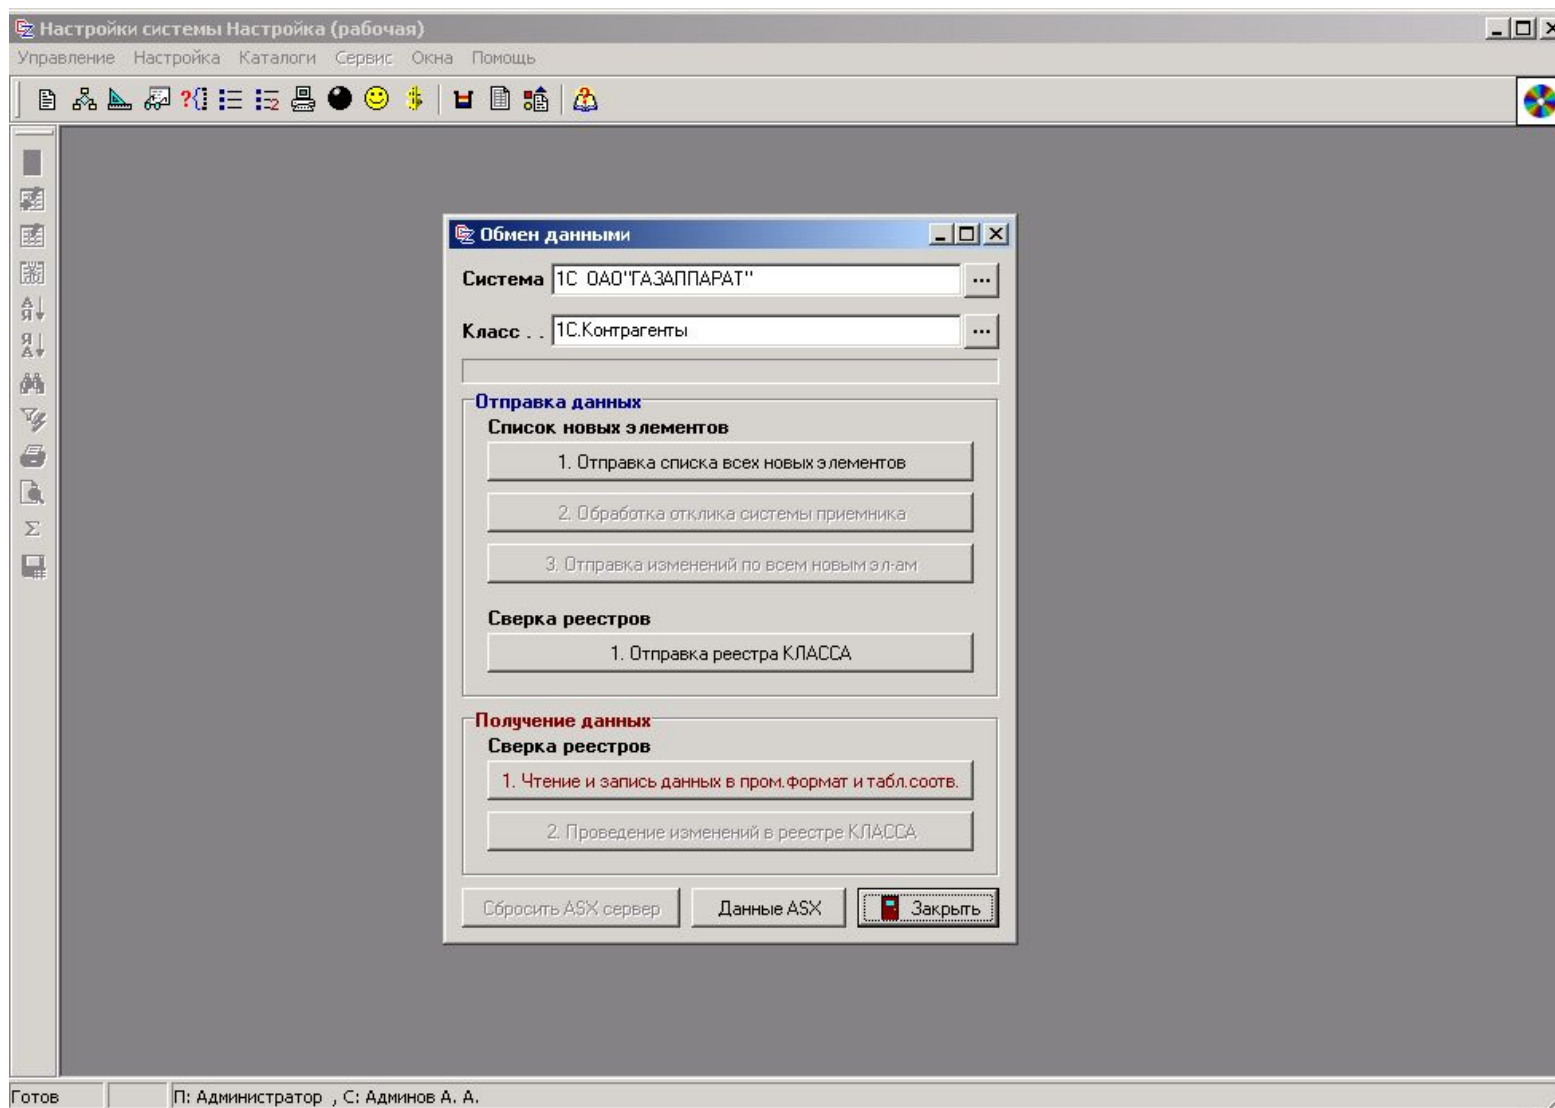 Настройки системы Настройка (рабочая)
Управление Настройка Каталоги Сервис Окна Помощь
Обмен данными
Система 1С ОАО"ГАЗАППАРАТ" ...
Класс . . 1С.Контрагенты ...
Отправка данных
Список новых элементов
1. Отправка списка всех новых элементов
2. Обработка отклика системы приемника
3. Отправка изменений по всем новым эл-ам
Сверка реестров
1. Отправка реестра КЛАССА
Получение данных
Сверка реестров
1. Чтение и запись данных в пром.формат и табл.соотв.
2. Проведение изменений в реестре КЛАССА
Сбросить ASX сервер Данные ASX Закрыть
Готов П: Администратор , С: Админов А. А.